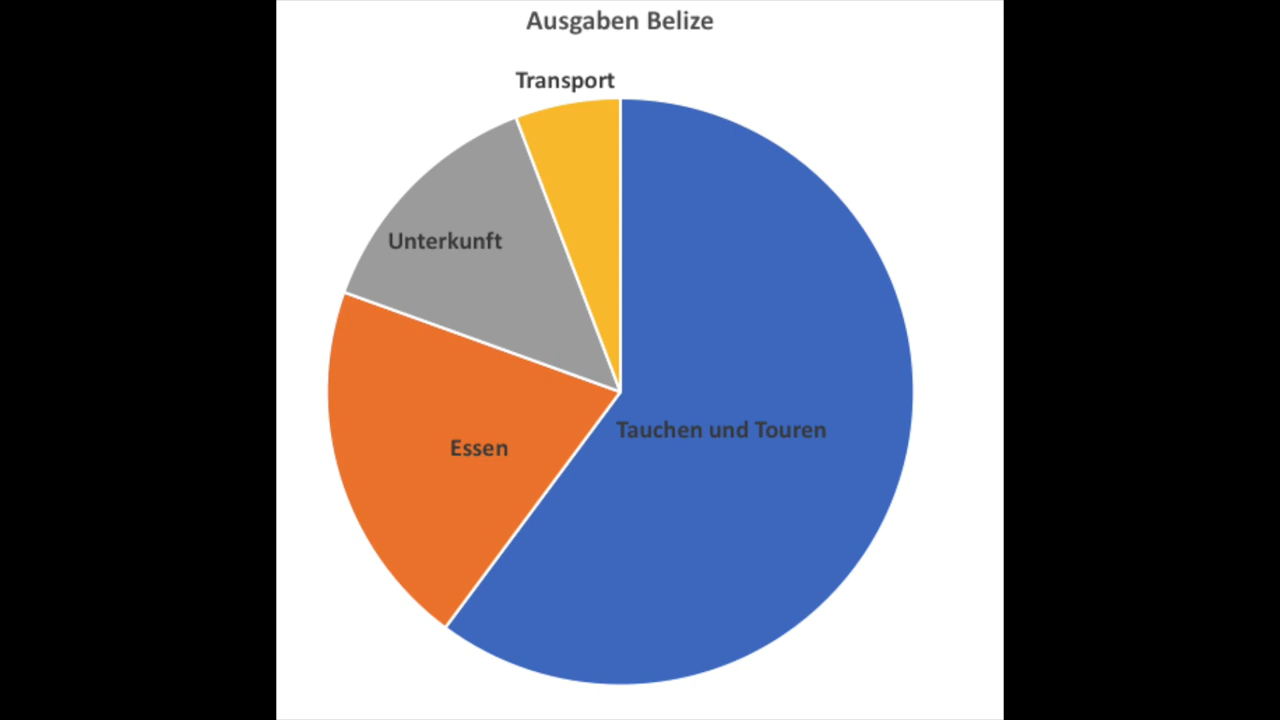 Ausgaben Belize
Transport
Unterkunft
Tauchen und Touren
Essen